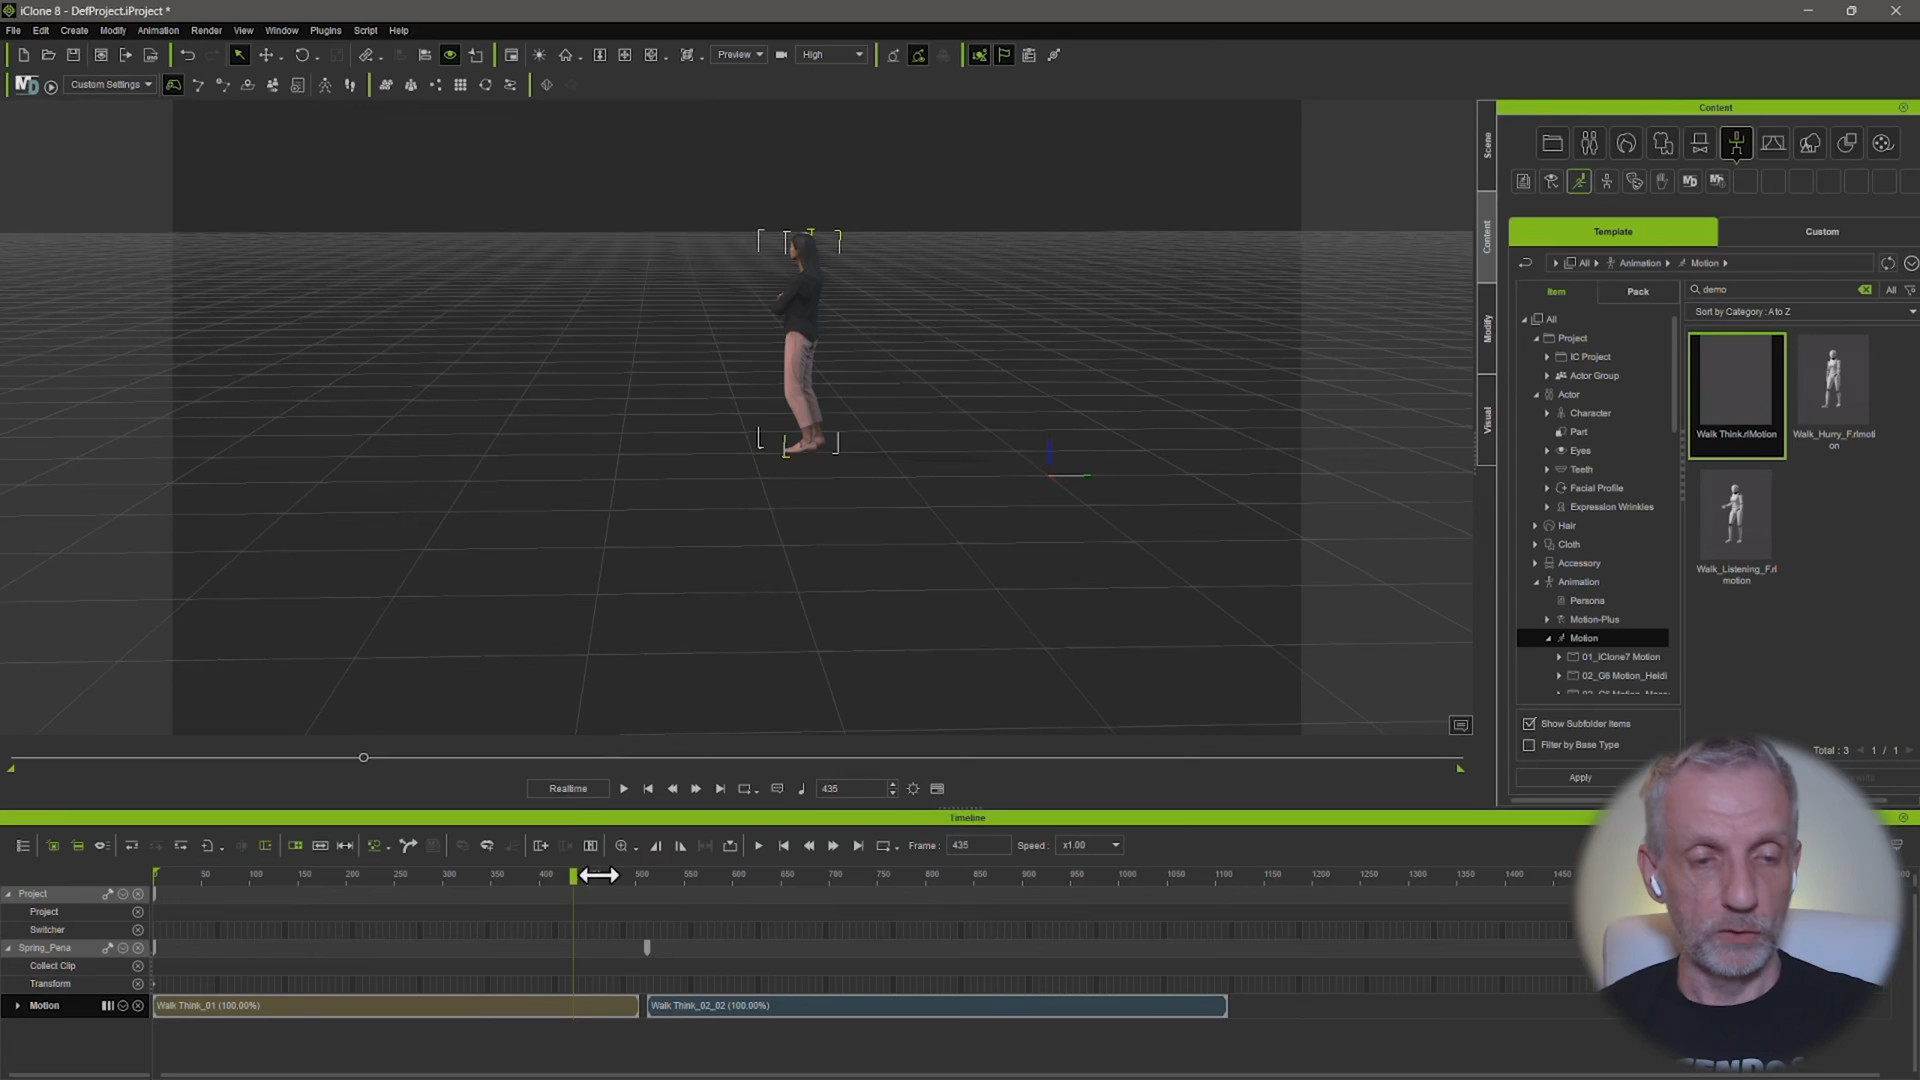 iClone 8 - DefProject.iProject *
File Edit Create Modify Animation Render View Window Plugins Script Help
Preview High
Custom Settings
Content
Scene
Content
Modify
Visual
Template Custom
All Animation Motion
Item Pack
demo All
Sort by Category : A to Z
All
Project
IC Project
Actor Group
Actor
Character
Part
Eyes
Teeth
Facial Profile
Expression Wrinkles
Hair
Cloth
Accessory
Animation
Persona
Motion-Plus
Motion
01_iClone7 Motion
02_G6 Motion_Heidi
Walk Think.rlMotion
Walk_Hurry_F.rlmoti
on
Walk_Listening_F.rl
motion
Show Subfolder Items
Filter by Base Type
Total : 3 1 / 1
Apply
Realtime 435
Timeline
Frame : 435 Speed : x1.00
50 100 150 200 250 300 350 400 500 550 600 650 700 750 800 850 900 950 1000 1050 1100 1150 1200 1250 1300 1350 1400 1450
Project
Project
Switcher
Spring_Pena
Collect Clip
Transform
Motion
Walk Think_01 (100.00%) Walk Think_02_02 (100.00%)